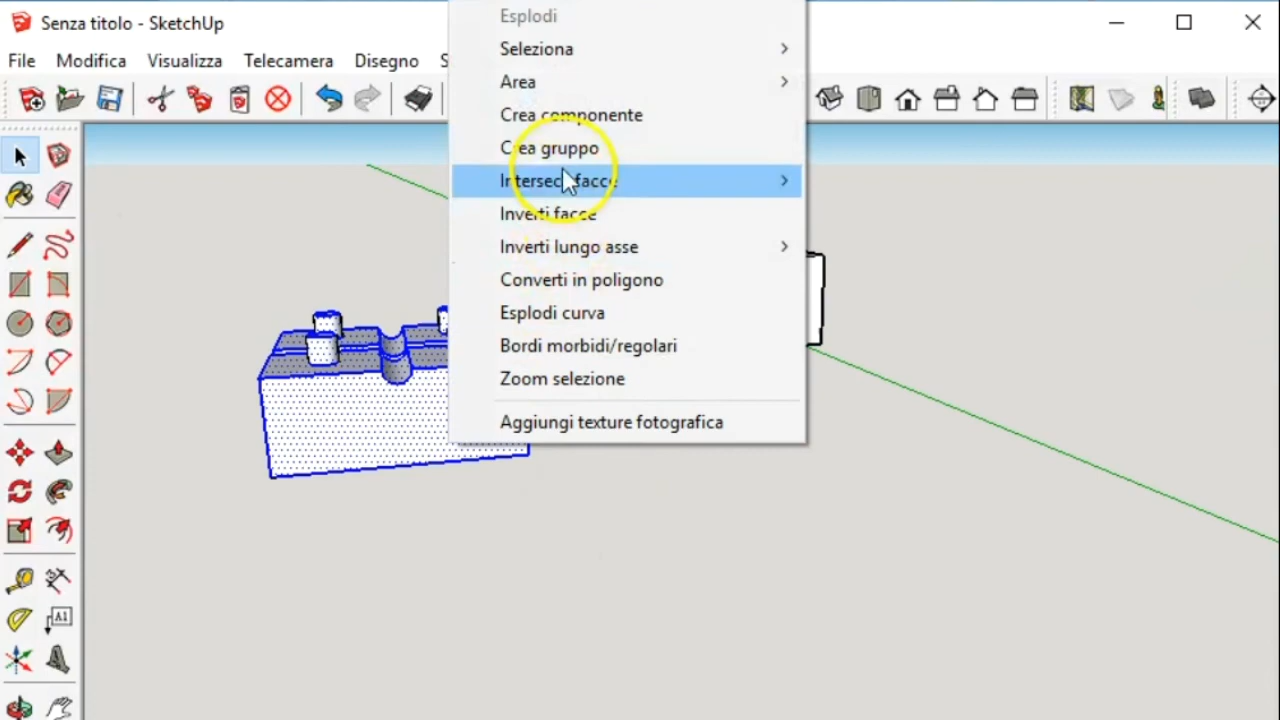 Senza titolo - SketchUp
File Modifica Visualizza Telecamera Disegno S
Esplodi
Seleziona
Area
Crea componente
Crea gruppo
Interseca facce
Inverti facce
Inverti lungo asse
Converti in poligono
Esplodi curva
Bordi morbidi/regolari
Zoom selezione
Aggiungi texture fotografica
A1